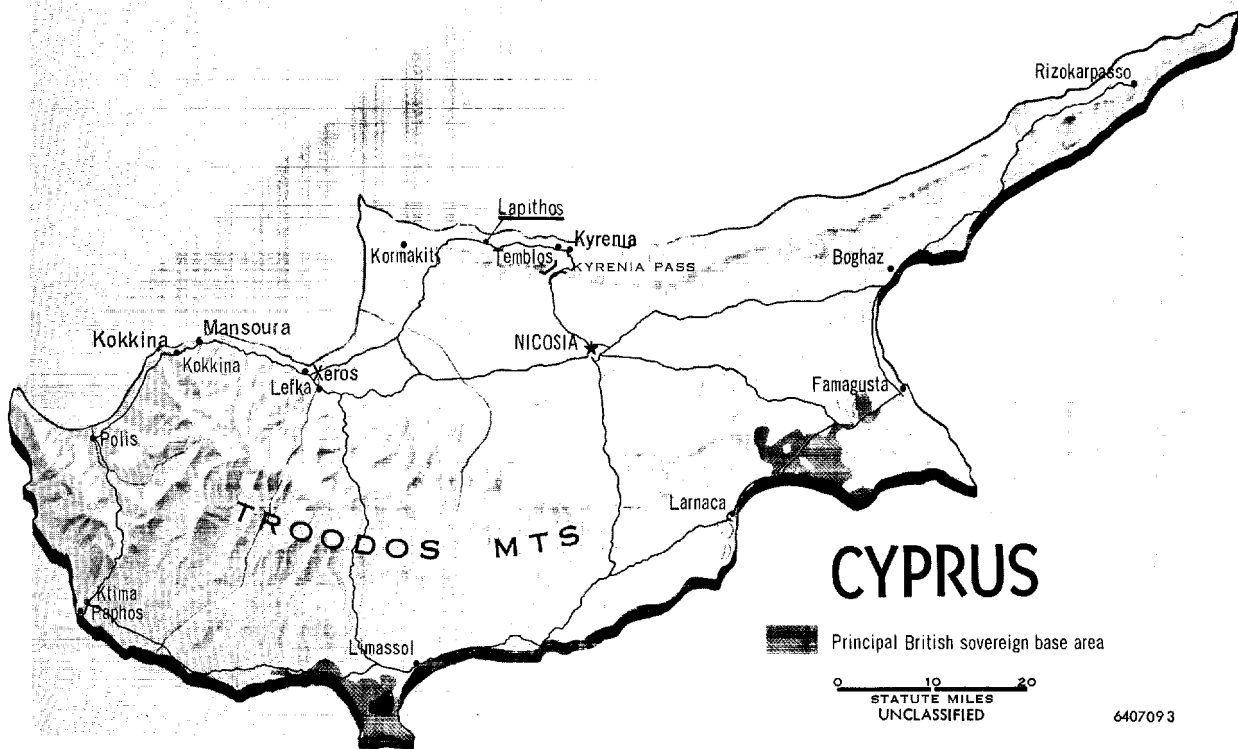 Rizokarpasso
Lapithos
Kormakiti
Temblos
Kyrenia
KYRENIA PASS
Boghaz
Kokkina
Mansoura
Kokkina
NICOSIA
Xeros
Lefka
Famagusta
Polis
Larnaca
TROODOS MTS
CYPRUS
Ktima
Paphos
Principal British sovereign base area
Limassol
0 10 20
STATUTE MILES
UNCLASSIFIED
6407093